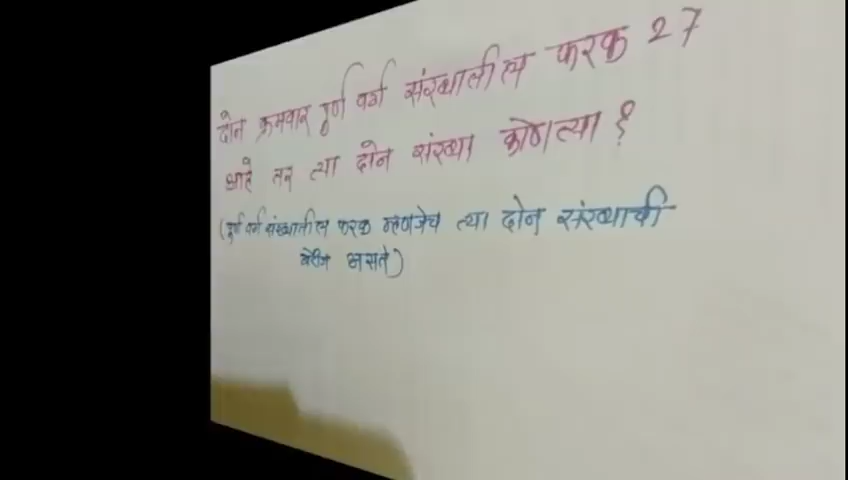 दोन क्रमवार पूर्ण वर्ग संख्यातील फरक 27
आहे तर त्या दोन संख्या कोणत्या ?
(पूर्ण वर्ग संख्यातील फरक म्हणजेच त्या दोन संख्याची
बेरीज असते)